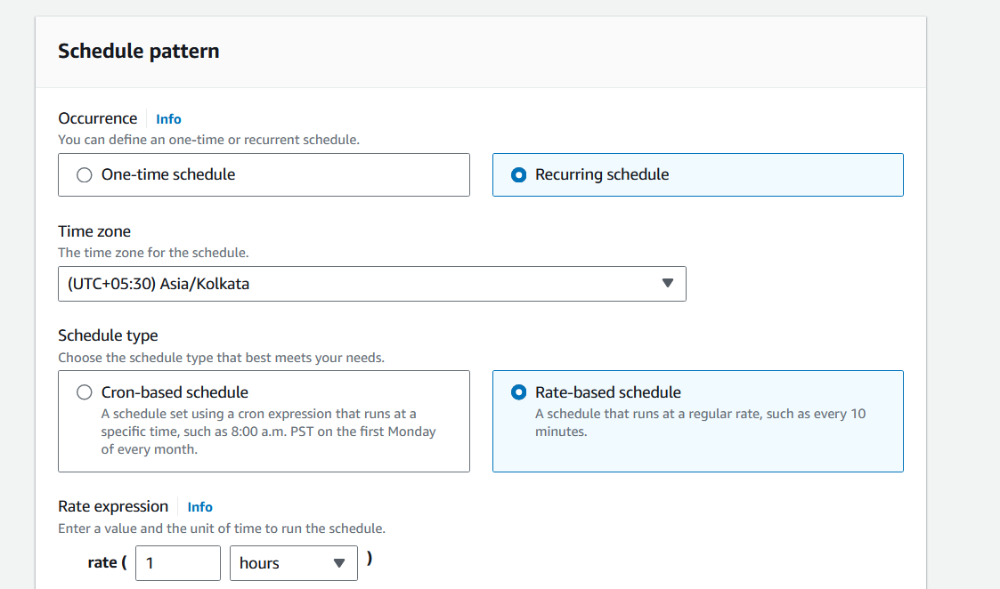 Schedule pattern
Occurrence Info
You can define an one-time or recurrent schedule.
One-time schedule
Recurring schedule
Time zone
The time zone for the schedule.
(UTC+05:30) Asia/Kolkata
Schedule type
Choose the schedule type that best meets your needs.
Cron-based schedule
A schedule set using a cron expression that runs at a
specific time, such as 8:00 a.m. PST on the first Monday
of every month.
Rate-based schedule
A schedule that runs at a regular rate, such as every 10
minutes.
Rate expression Info
Enter a value and the unit of time to run the schedule.
rate ( 1 hours )